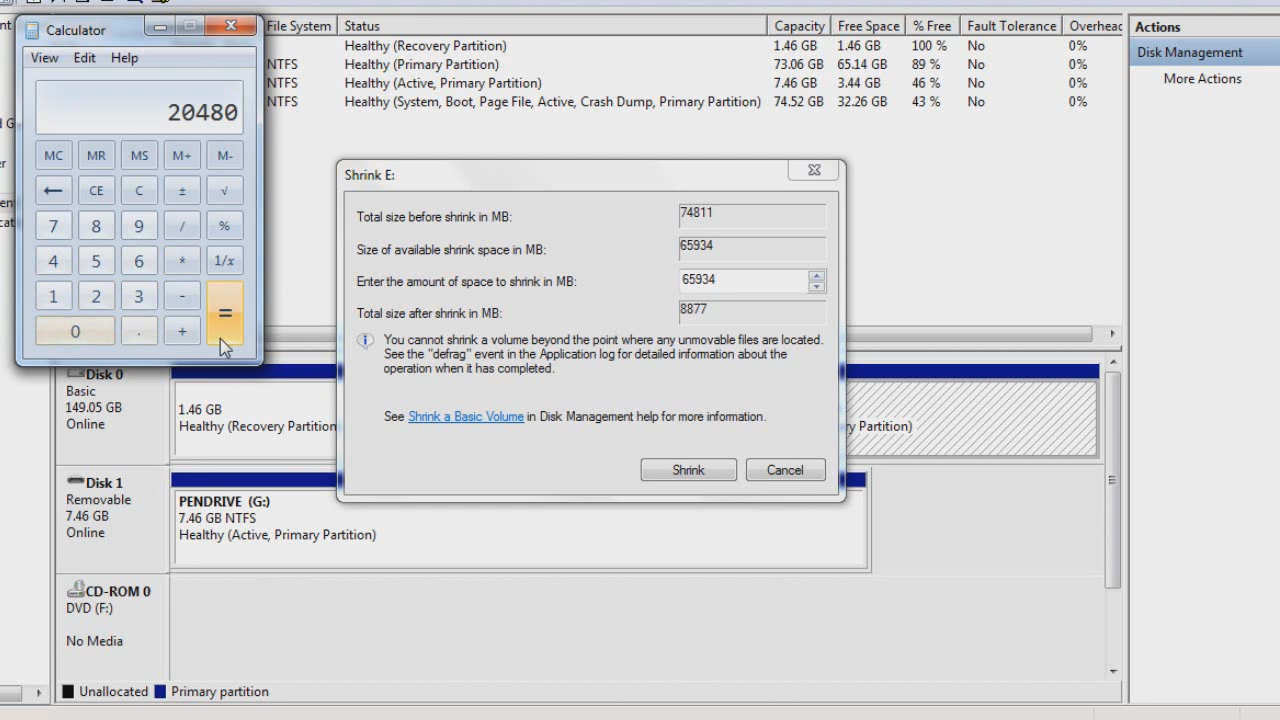 Calculator
View Edit Help
20480
MC MR MS M+ M-
← CE C ± √
7 8 9 / %
4 5 6 * 1/x
1 2 3 - =
0 . +
File System Status Capacity Free Space % Free Fault Tolerance Overhead
Healthy (Recovery Partition) 1.46 GB 1.46 GB 100 % No 0%
NTFS Healthy (Primary Partition) 73.06 GB 65.14 GB 89 % No 0%
NTFS Healthy (Active, Primary Partition) 7.46 GB 3.44 GB 46 % No 0%
NTFS Healthy (System, Boot, Page File, Active, Crash Dump, Primary Partition) 74.52 GB 32.26 GB 43 % No 0%
Actions
Disk Management
More Actions
Shrink E:
Total size before shrink in MB: 74811
Size of available shrink space in MB: 65934
Enter the amount of space to shrink in MB: 65934
Total size after shrink in MB: 8877
You cannot shrink a volume beyond the point where any unmovable files are located.
See the "defrag" event in the Application log for detailed information about the
operation when it has completed.
See Shrink a Basic Volume in Disk Management help for more information.
Shrink Cancel
Disk 0
Basic
149.05 GB
Online
1.46 GB
Healthy (Recovery Partition
ry Partition)
Disk 1
Removable
7.46 GB
Online
PENDRIVE (G:)
7.46 GB NTFS
Healthy (Active, Primary Partition)
CD-ROM 0
DVD (F:)
No Media
Unallocated Primary partition